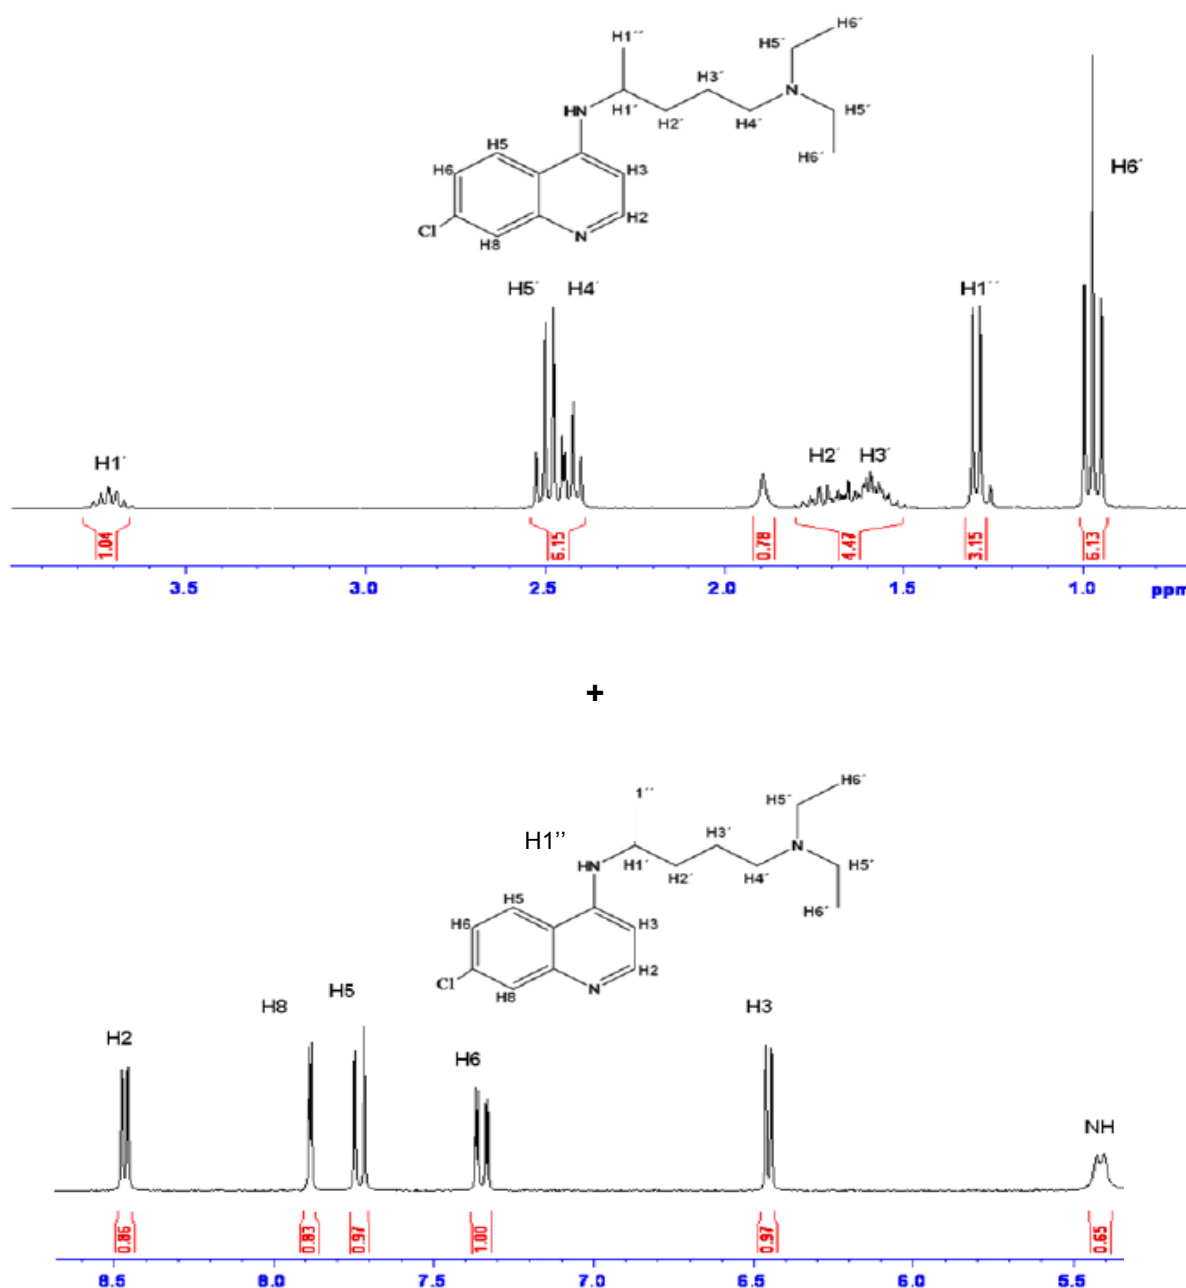 H6´
H1´´
H5´
H3´
N
HN
H1´
H2´
H4´
H5´
H6´
H5
H6
H3
Cl
H8
N
H2
H6´
H5´ H4´
H1´´
H1´
H2´ H3´
1.04
6.15
0.78
4.47
3.15
6.13
3.5 3.0 2.5 2.0 1.5 1.0 ppm
+
H6´
1´´
H5´
H1’’
H3´
N
HN
H1´
H2´
H4´
H5´
H6´
H5
H6
H3
Cl
H8
N
H2
H2
H8
H5
H6
H3
NH
0.86
0.83
0.97
1.00
0.97
0.65
8.5 8.0 7.5 7.0 6.5 6.0 5.5